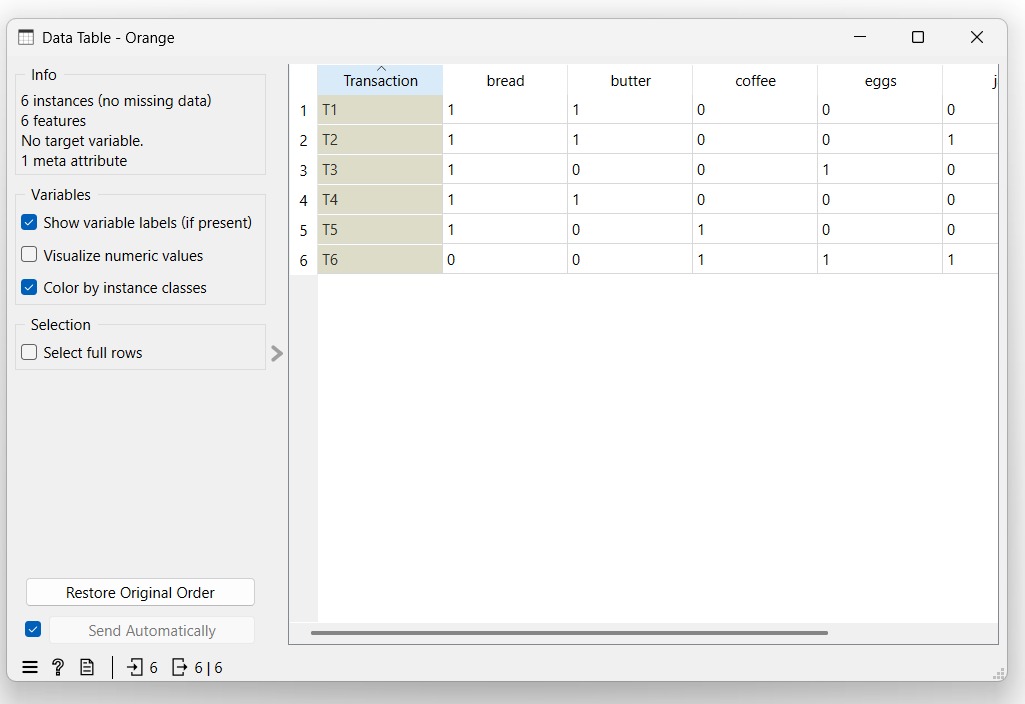 Data Table - Orange
Info
6 instances (no missing data)
6 features
No target variable.
1 meta attribute
Variables
Show variable labels (if present)
Visualize numeric values
Color by instance classes
Selection
Select full rows
Restore Original Order
Send Automatically
6 6 | 6
Transaction bread butter coffee eggs j
1 T1 1 1 0 0 0
2 T2 1 1 0 0 1
3 T3 1 0 0 1 0
4 T4 1 1 0 0 0
5 T5 1 0 1 0 0
6 T6 0 0 1 1 1